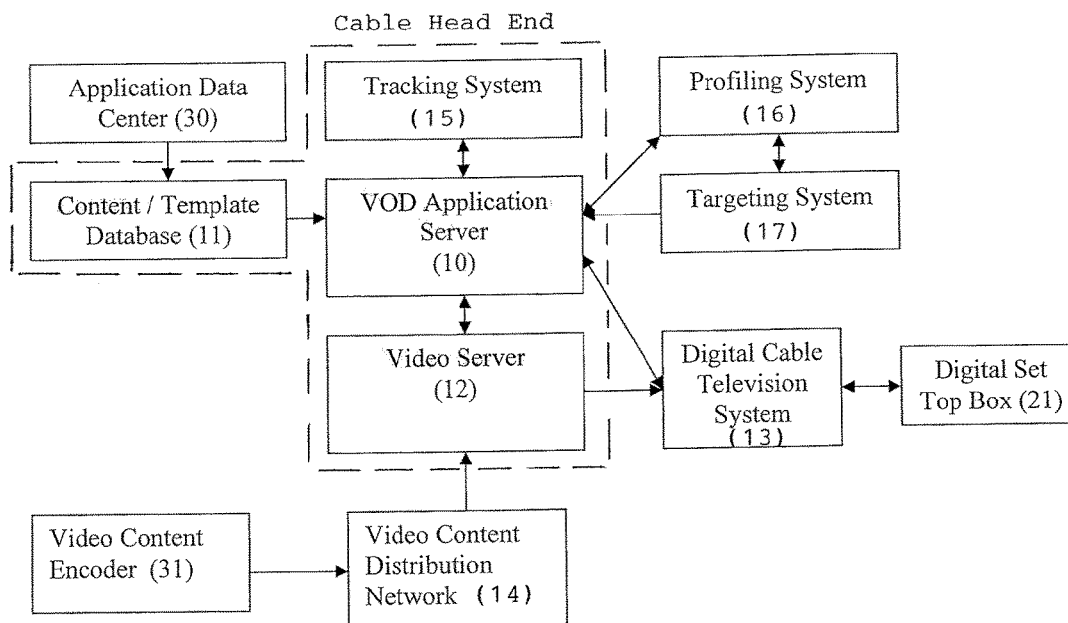 Cable Head End
Application Data
Center (30)
Tracking System
(15)
Profiling System
(16)
Content / Template
Database (11)
VOD Application
Server
(10)
Targeting System
(17)
Video Server
(12)
Digital Cable
Television
System
(13)
Digital Set
Top Box (21)
Video Content
Encoder (31)
Video Content
Distribution
Network (14)